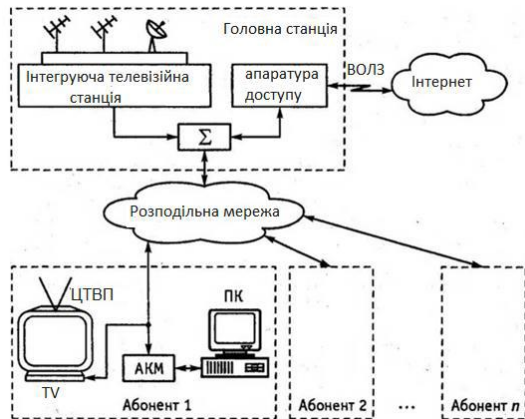 Головна станція
Інтегруюча телевізійна
станція
апаратура
доступу
ВОЛЗ
Інтернет
Σ
Розподільна мережа
ЦТВП
TV
АКМ
ПК
Абонент 1
Абонент 2
...
Абонент n